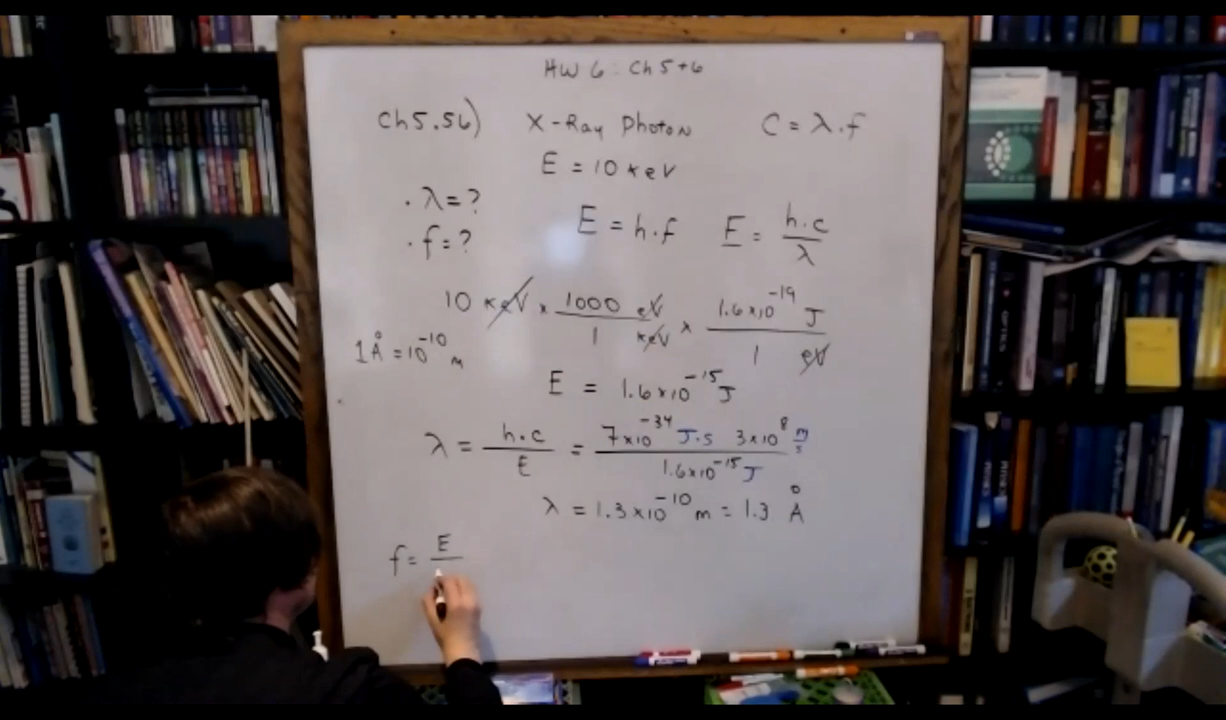 HW 6: Ch 5+6
Ch5.56) X-Ray Photon C = λ.f
E = 10 KeV
. λ = ?
. f = ?
E = h.f E = h.c / λ
10 KeV x 1000 eV / 1 KeV x 1.6x10^-19 J / 1 eV
1 Å = 10^-10 m
E = 1.6x10^-15 J
λ = h.c / E = 7x10^-34 J.s 3x10^8 m/s / 1.6x10^-15 J
λ = 1.3x10^-10 m = 1.3 Å
f = E
OPTICS